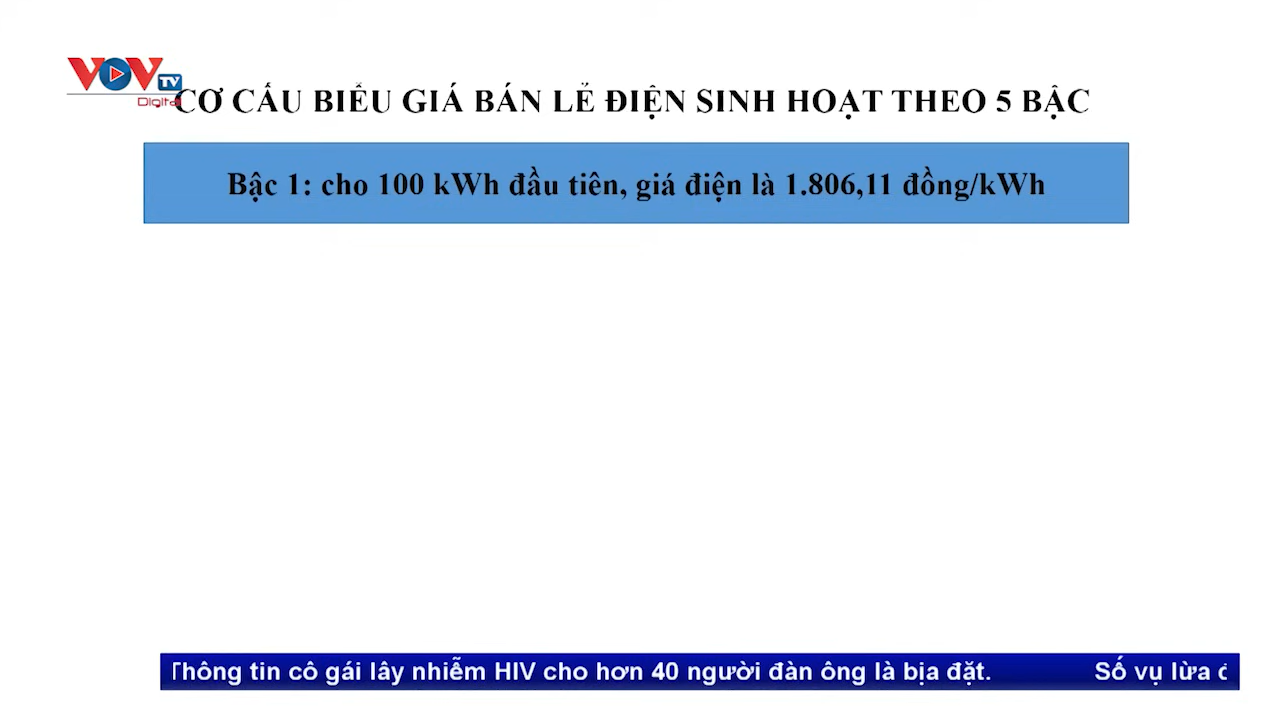 VOV TV
Digital
CƠ CẤU BIỂU GIÁ BÁN LẺ ĐIỆN SINH HOẠT THEO 5 BẬC
Bậc 1: cho 100 kWh đầu tiên, giá điện là 1.806,11 đồng/kWh
Thông tin cô gái lây nhiễm HIV cho hơn 40 người đàn ông là bịa đặt. Số vụ lừa